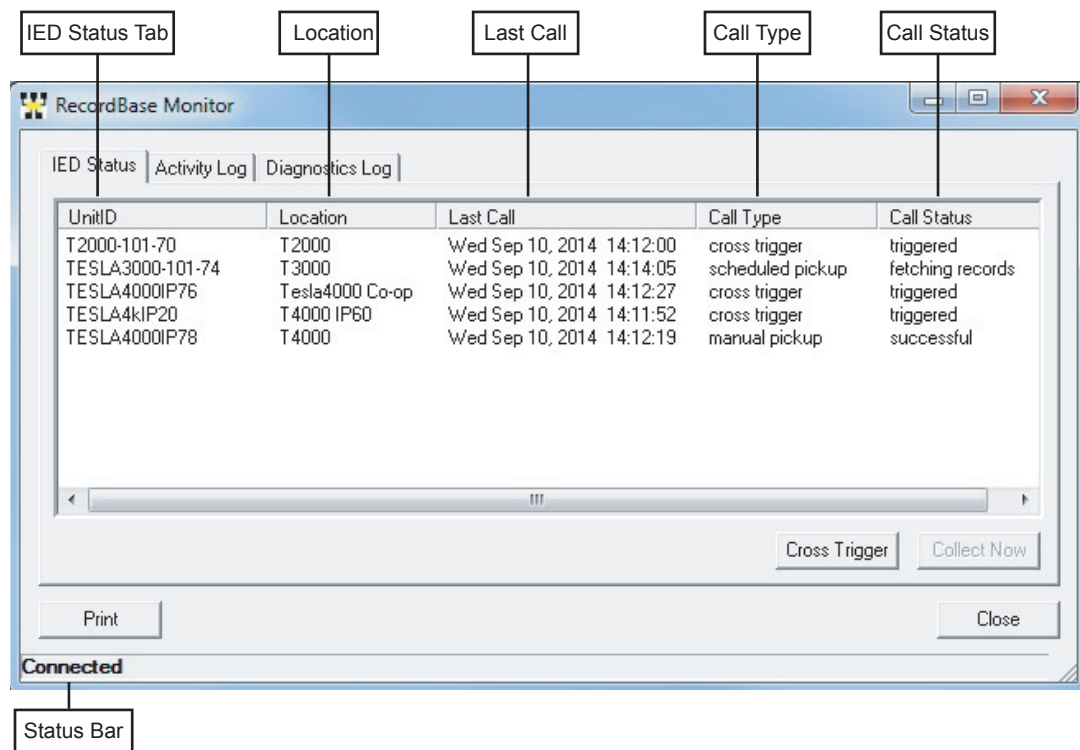 IED Status Tab Location Last Call Call Type Call Status
RecordBase Monitor
IED Status Activity Log Diagnostics Log
UnitID Location Last Call Call Type Call Status
T2000-101-70 T2000 Wed Sep 10, 2014 14:12:00 cross trigger triggered
TESLA3000-101-74 T3000 Wed Sep 10, 2014 14:14:05 scheduled pickup fetching records
TESLA4000IP76 Tesla4000 Co-op Wed Sep 10, 2014 14:12:27 cross trigger triggered
TESLA4kIP20 T4000 IP60 Wed Sep 10, 2014 14:11:52 cross trigger triggered
TESLA4000IP78 T4000 Wed Sep 10, 2014 14:12:19 manual pickup successful
Cross Trigger Collect Now
Print Close
Connected
Status Bar